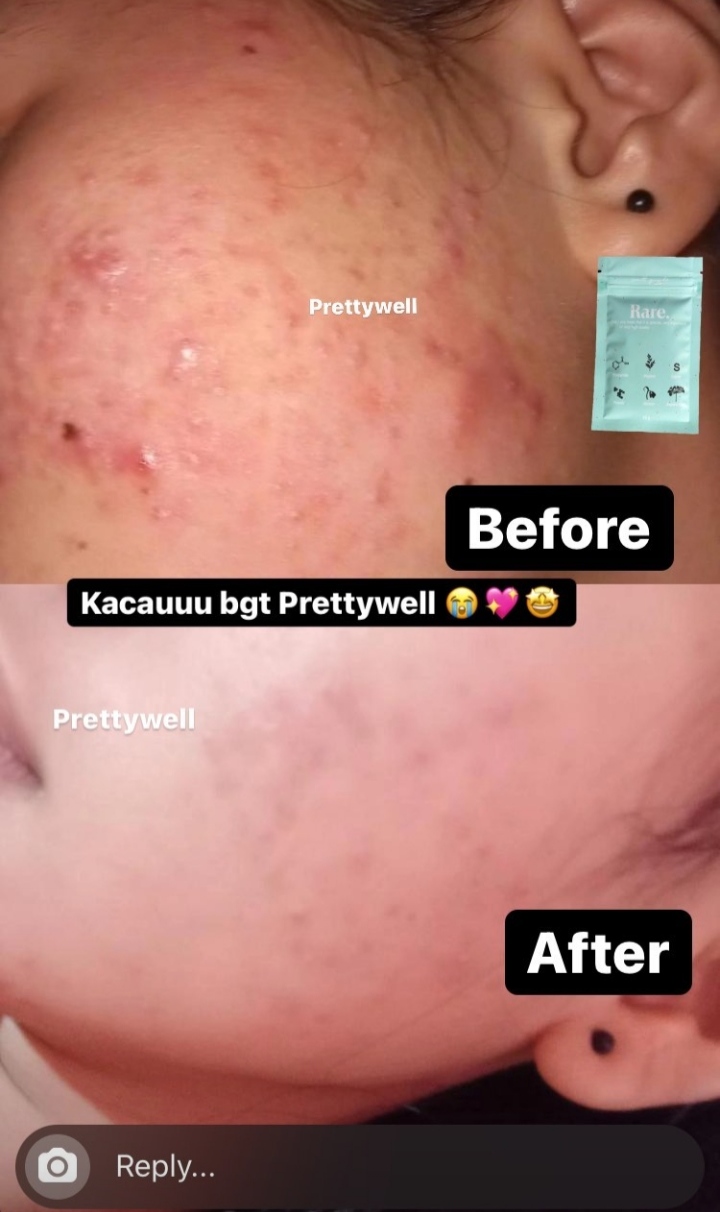 Prettywell
Rare.
S
Before
Kacauuu bgt Prettywell 😭💖🤩
Prettywell
After
Reply...